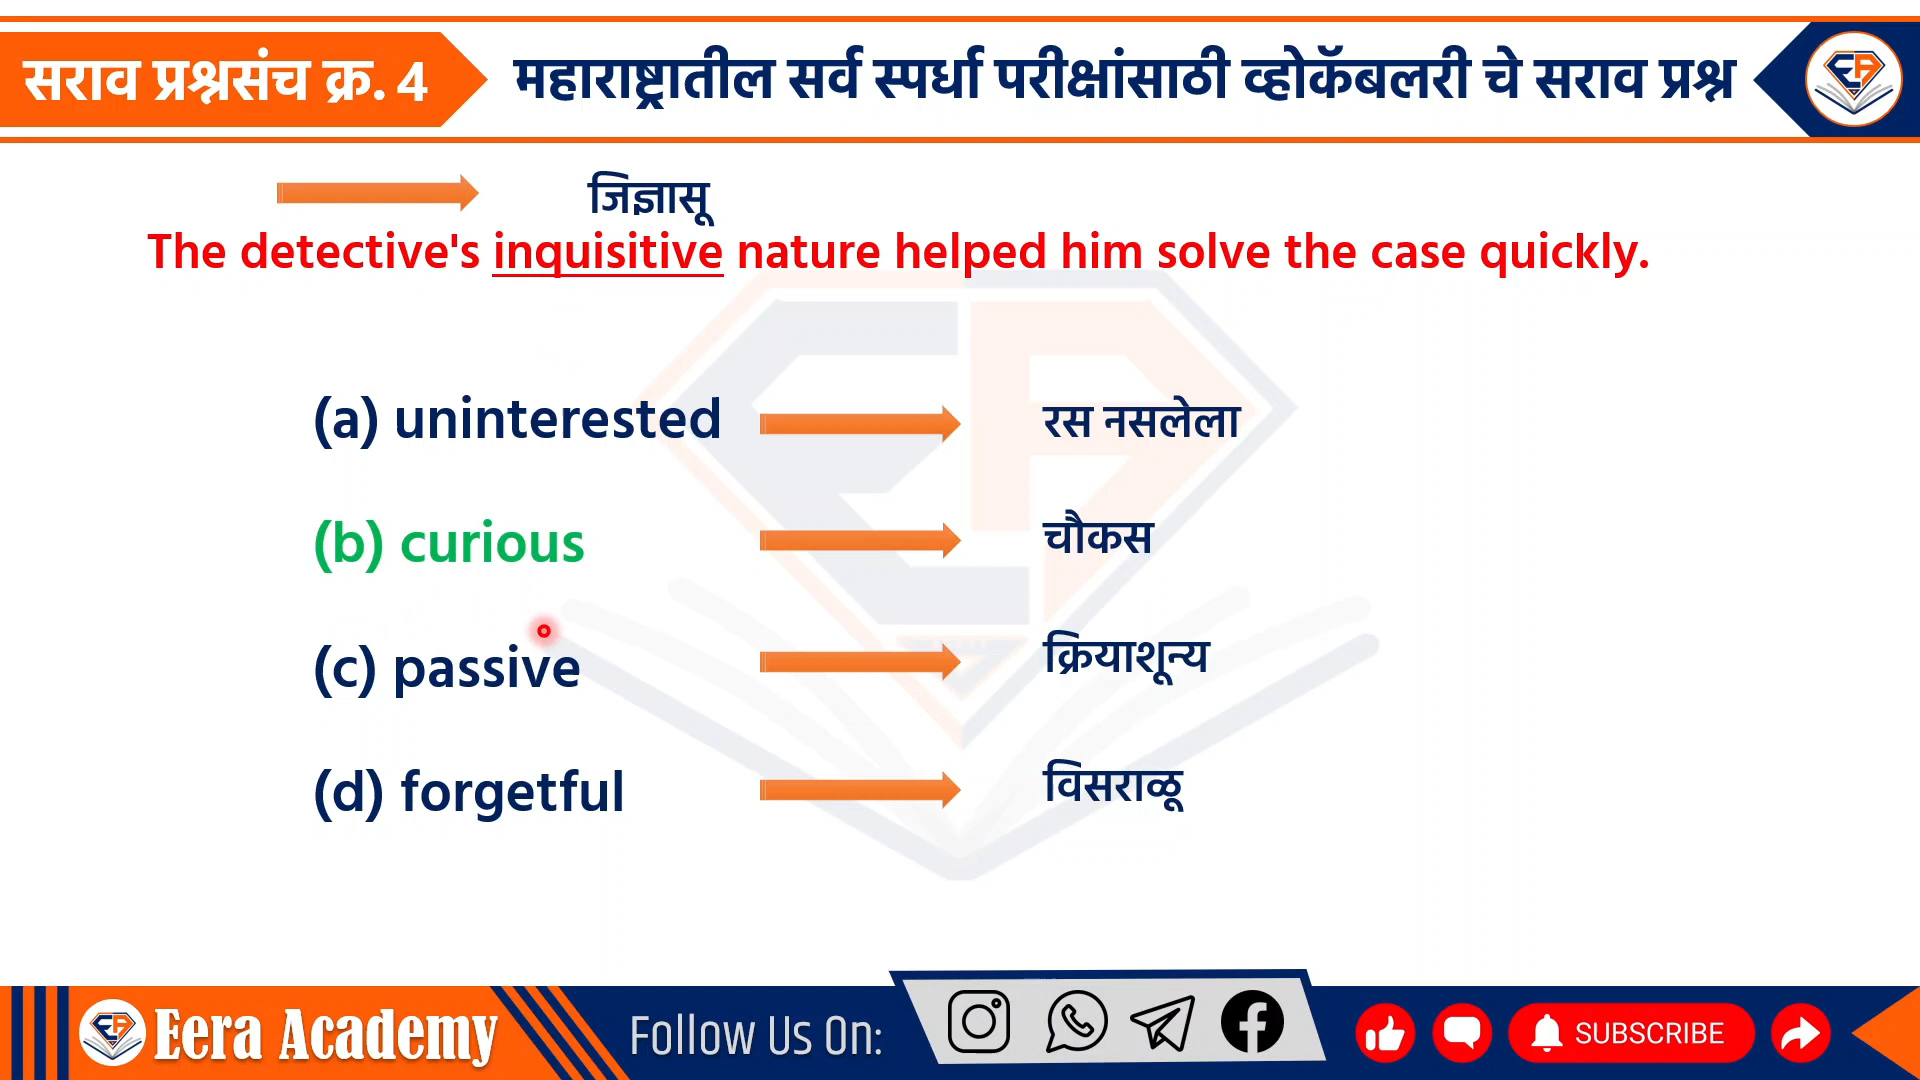 सराव प्रश्नसंच क्र. 4
महाराष्ट्रातील सर्व स्पर्धा परीक्षांसाठी व्होकॅबलरी चे सराव प्रश्न
जिज्ञासू
The detective's inquisitive nature helped him solve the case quickly.
(a) uninterested रस नसलेला
(b) curious चौकस
(c) passive क्रियाशून्य
(d) forgetful विसराळू
Eera Academy Follow Us On: SUBSCRIBE